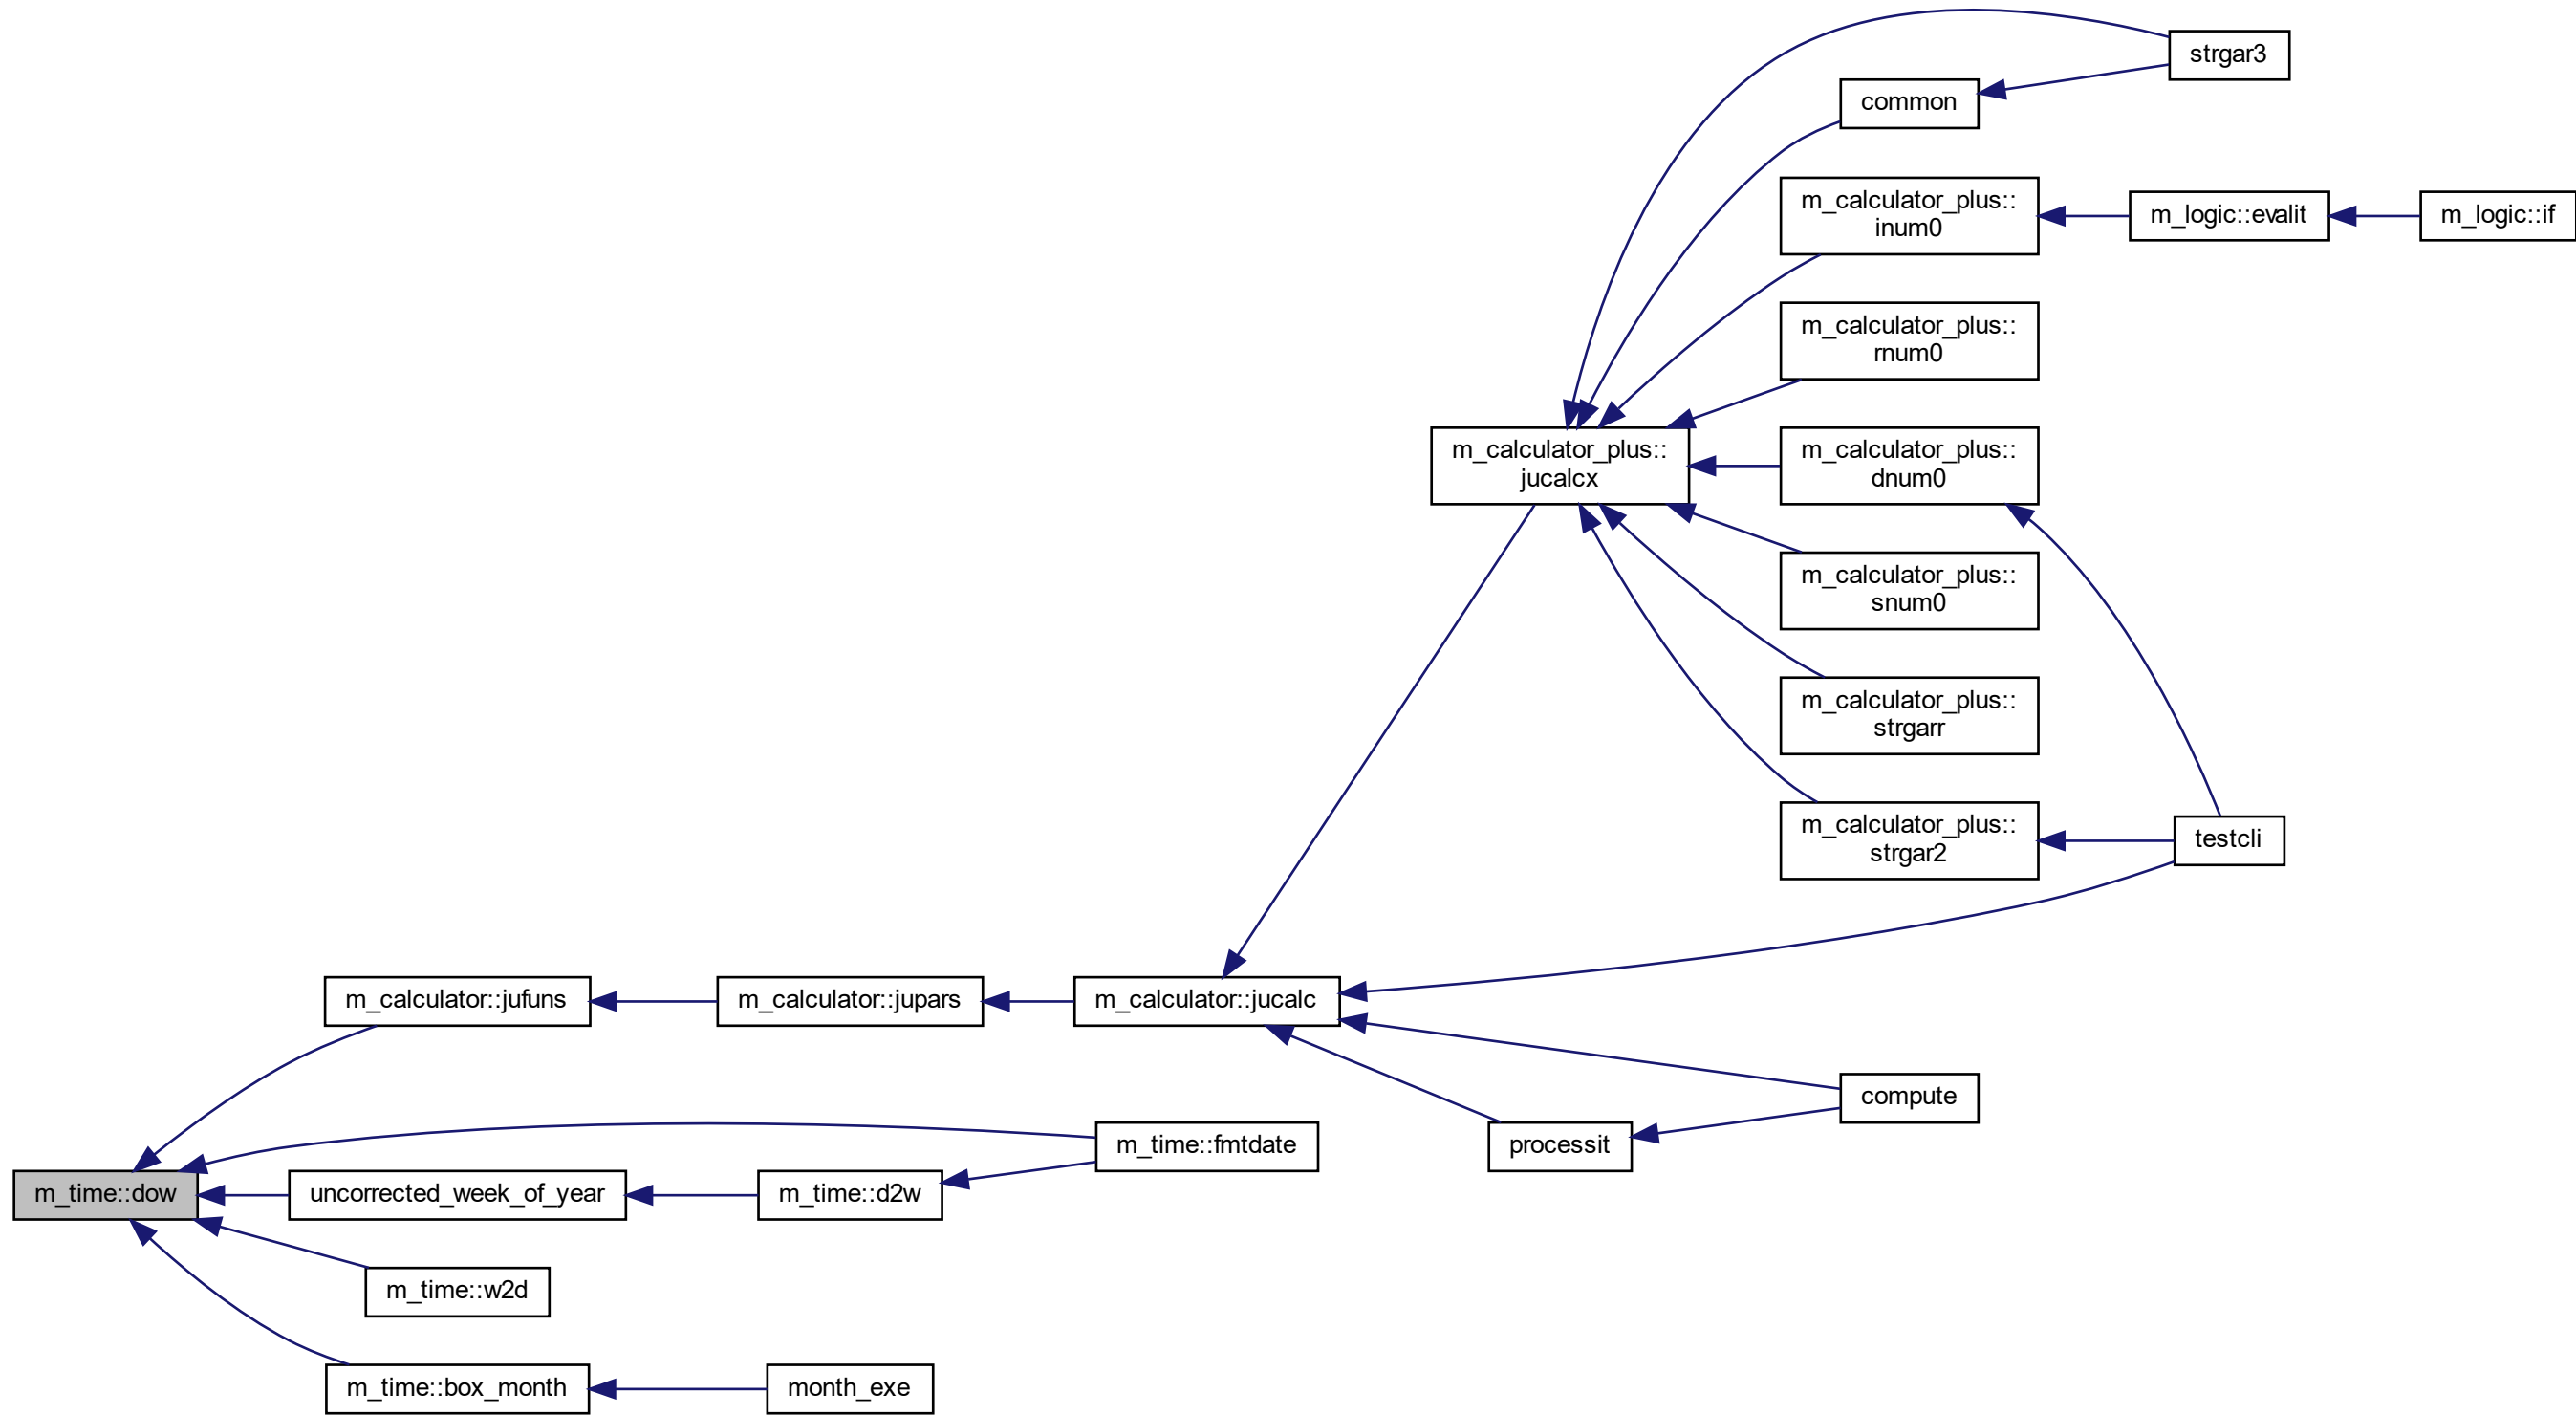 strgar3
common
m_calculator_plus::
inum0
m_logic::evalit
m_logic::if
m_calculator_plus::
rnum0
m_calculator_plus::
jucalcx
m_calculator_plus::
dnum0
m_calculator_plus::
snum0
m_calculator_plus::
strgarr
m_calculator_plus::
strgar2
testcli
m_calculator::jufuns
m_calculator::jupars
m_calculator::jucalc
compute
m_time::fmtdate
processit
m_time::dow
uncorrected_week_of_year
m_time::d2w
m_time::w2d
m_time::box_month
month_exe